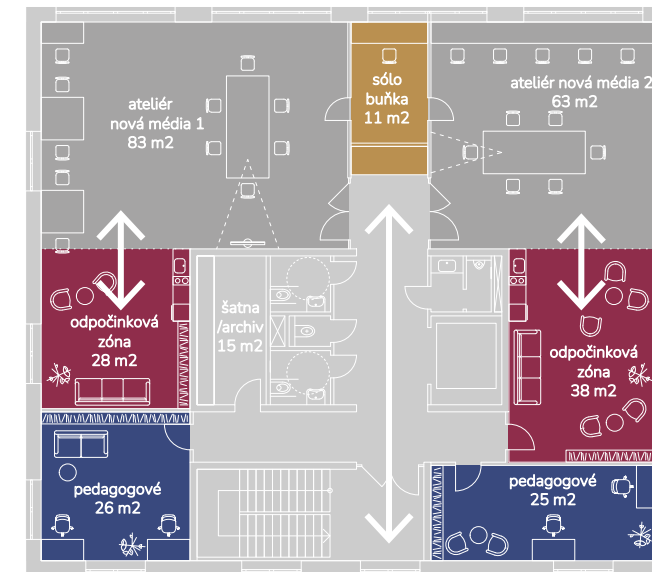 ateliér
nová média 1
83 m2
sólo
buňka
11 m2
ateliér nová média 2
63 m2
odpočinková
zóna
28 m2
šatna
/archiv
15 m2
odpočinková
zóna
38 m2
pedagogové
26 m2
pedagogové
25 m2